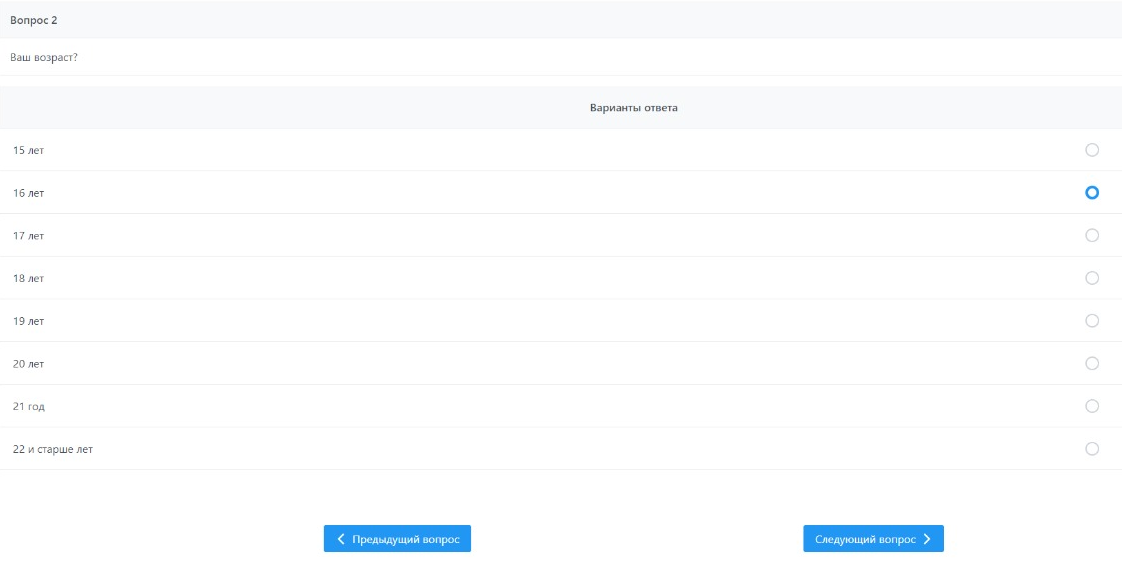 Вопрос 2
Ваш возраст?
Варианты ответа
15 лет
16 лет
17 лет
18 лет
19 лет
20 лет
21 год
22 и старше лет
Предыдущий вопрос Следующий вопрос